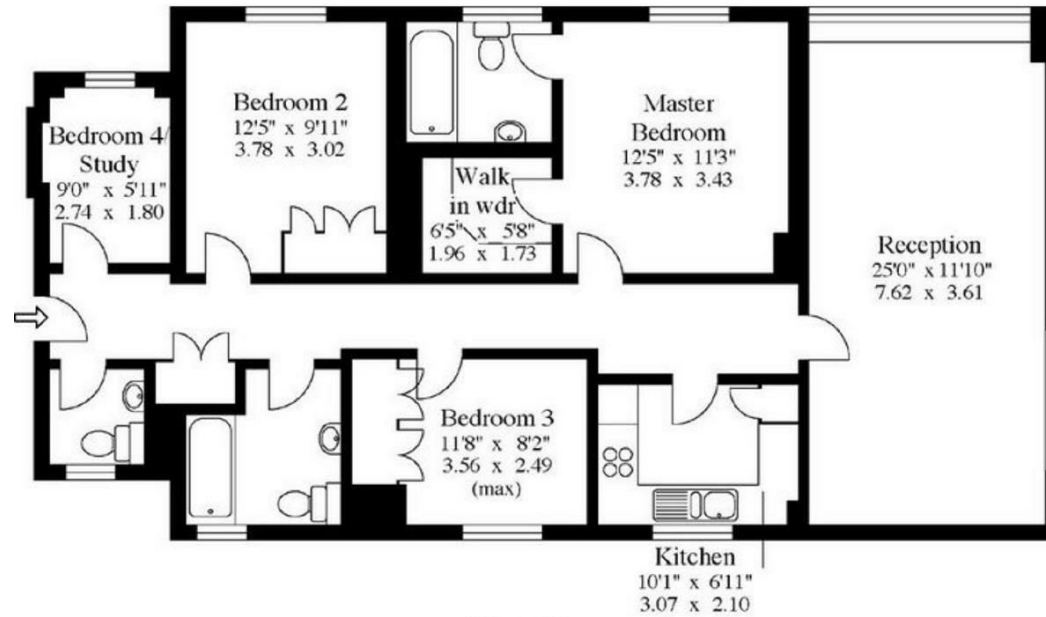 Bedroom 4/
Study
9'0" x 5'11"
2.74 x 1.80
Bedroom 2
12'5" x 9'11"
3.78 x 3.02
Walk
in wdr
6'5" x 5'8"
1.96 x 1.73
Master
Bedroom
12'5" x 11'3"
3.78 x 3.43
Reception
25'0" x 11'10"
7.62 x 3.61
Bedroom 3
11'8" x 8'2"
3.56 x 2.49
(max)
Kitchen
10'1" x 6'11"
3.07 x 2.10